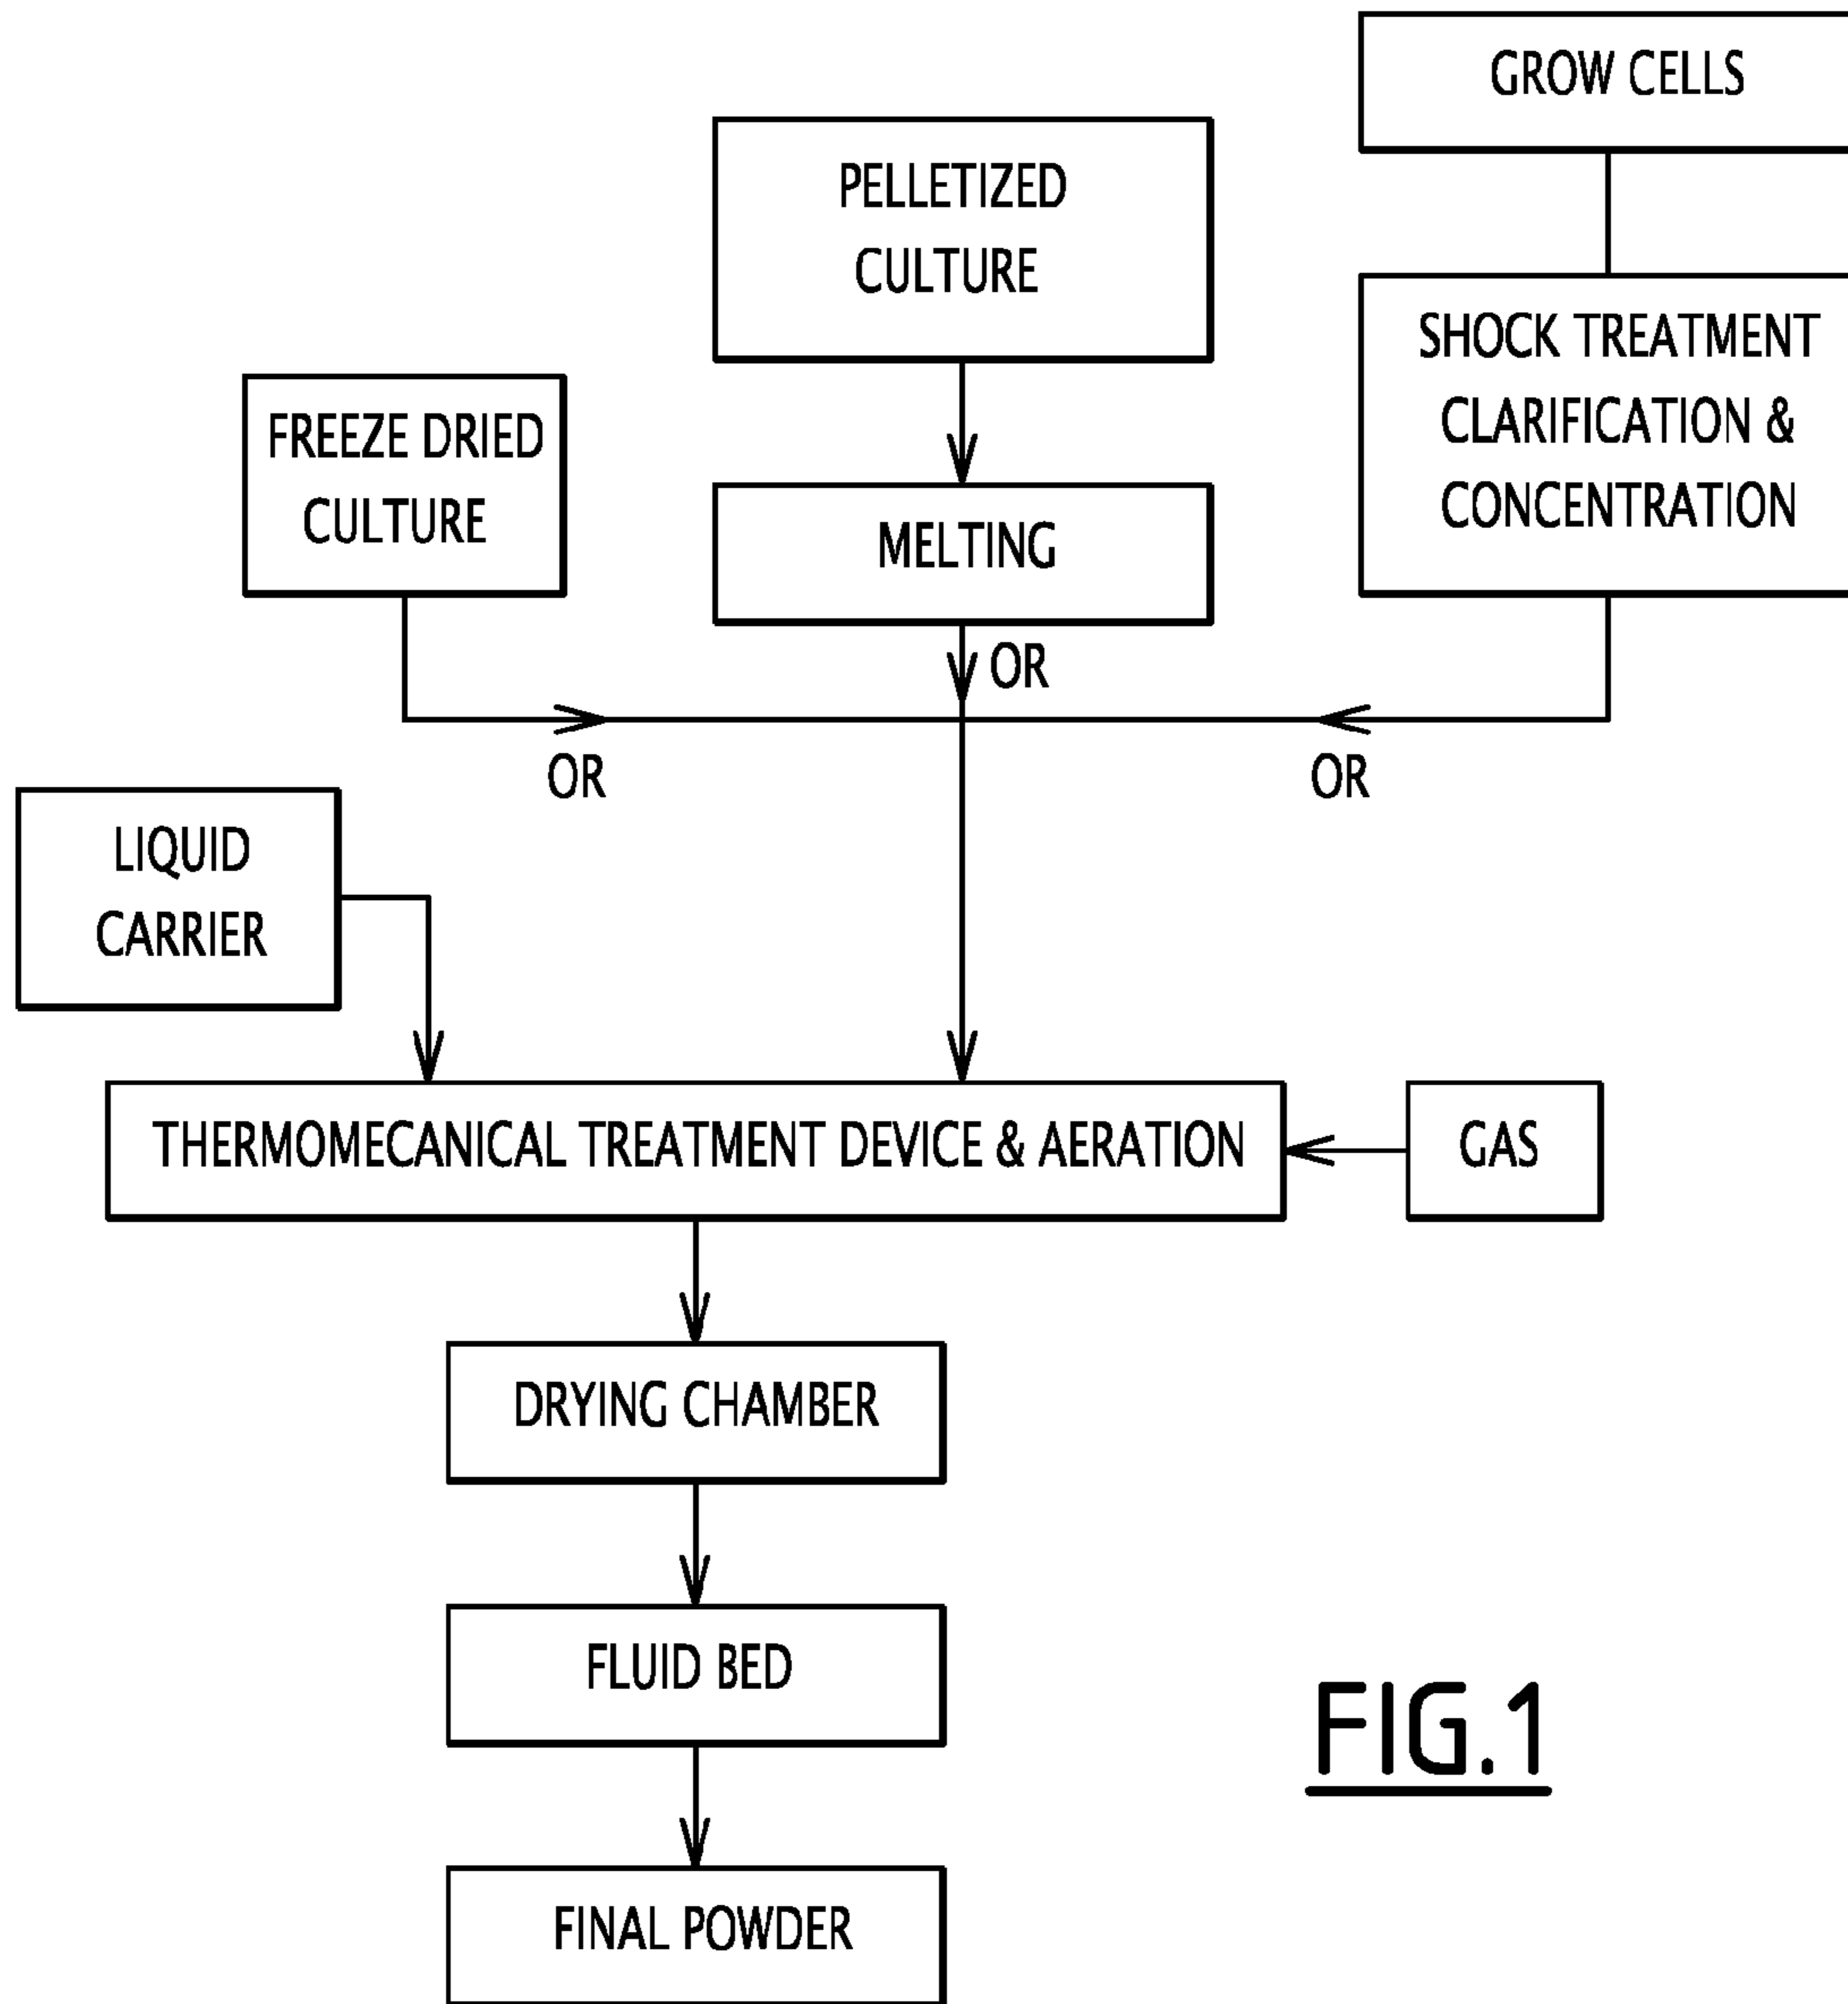 GROW CELLS
PELLETIZED
CULTURE
SHOCK TREATMENT
CLARIFICATION &
CONCENTRATION
FREEZE DRIED
CULTURE
MELTING
OR
OR
OR
LIQUID
CARRIER
THERMOMECANICAL TREATMENT DEVICE & AERATION
GAS
DRYING CHAMBER
FLUID BED
FIG.1
FINAL POWDER